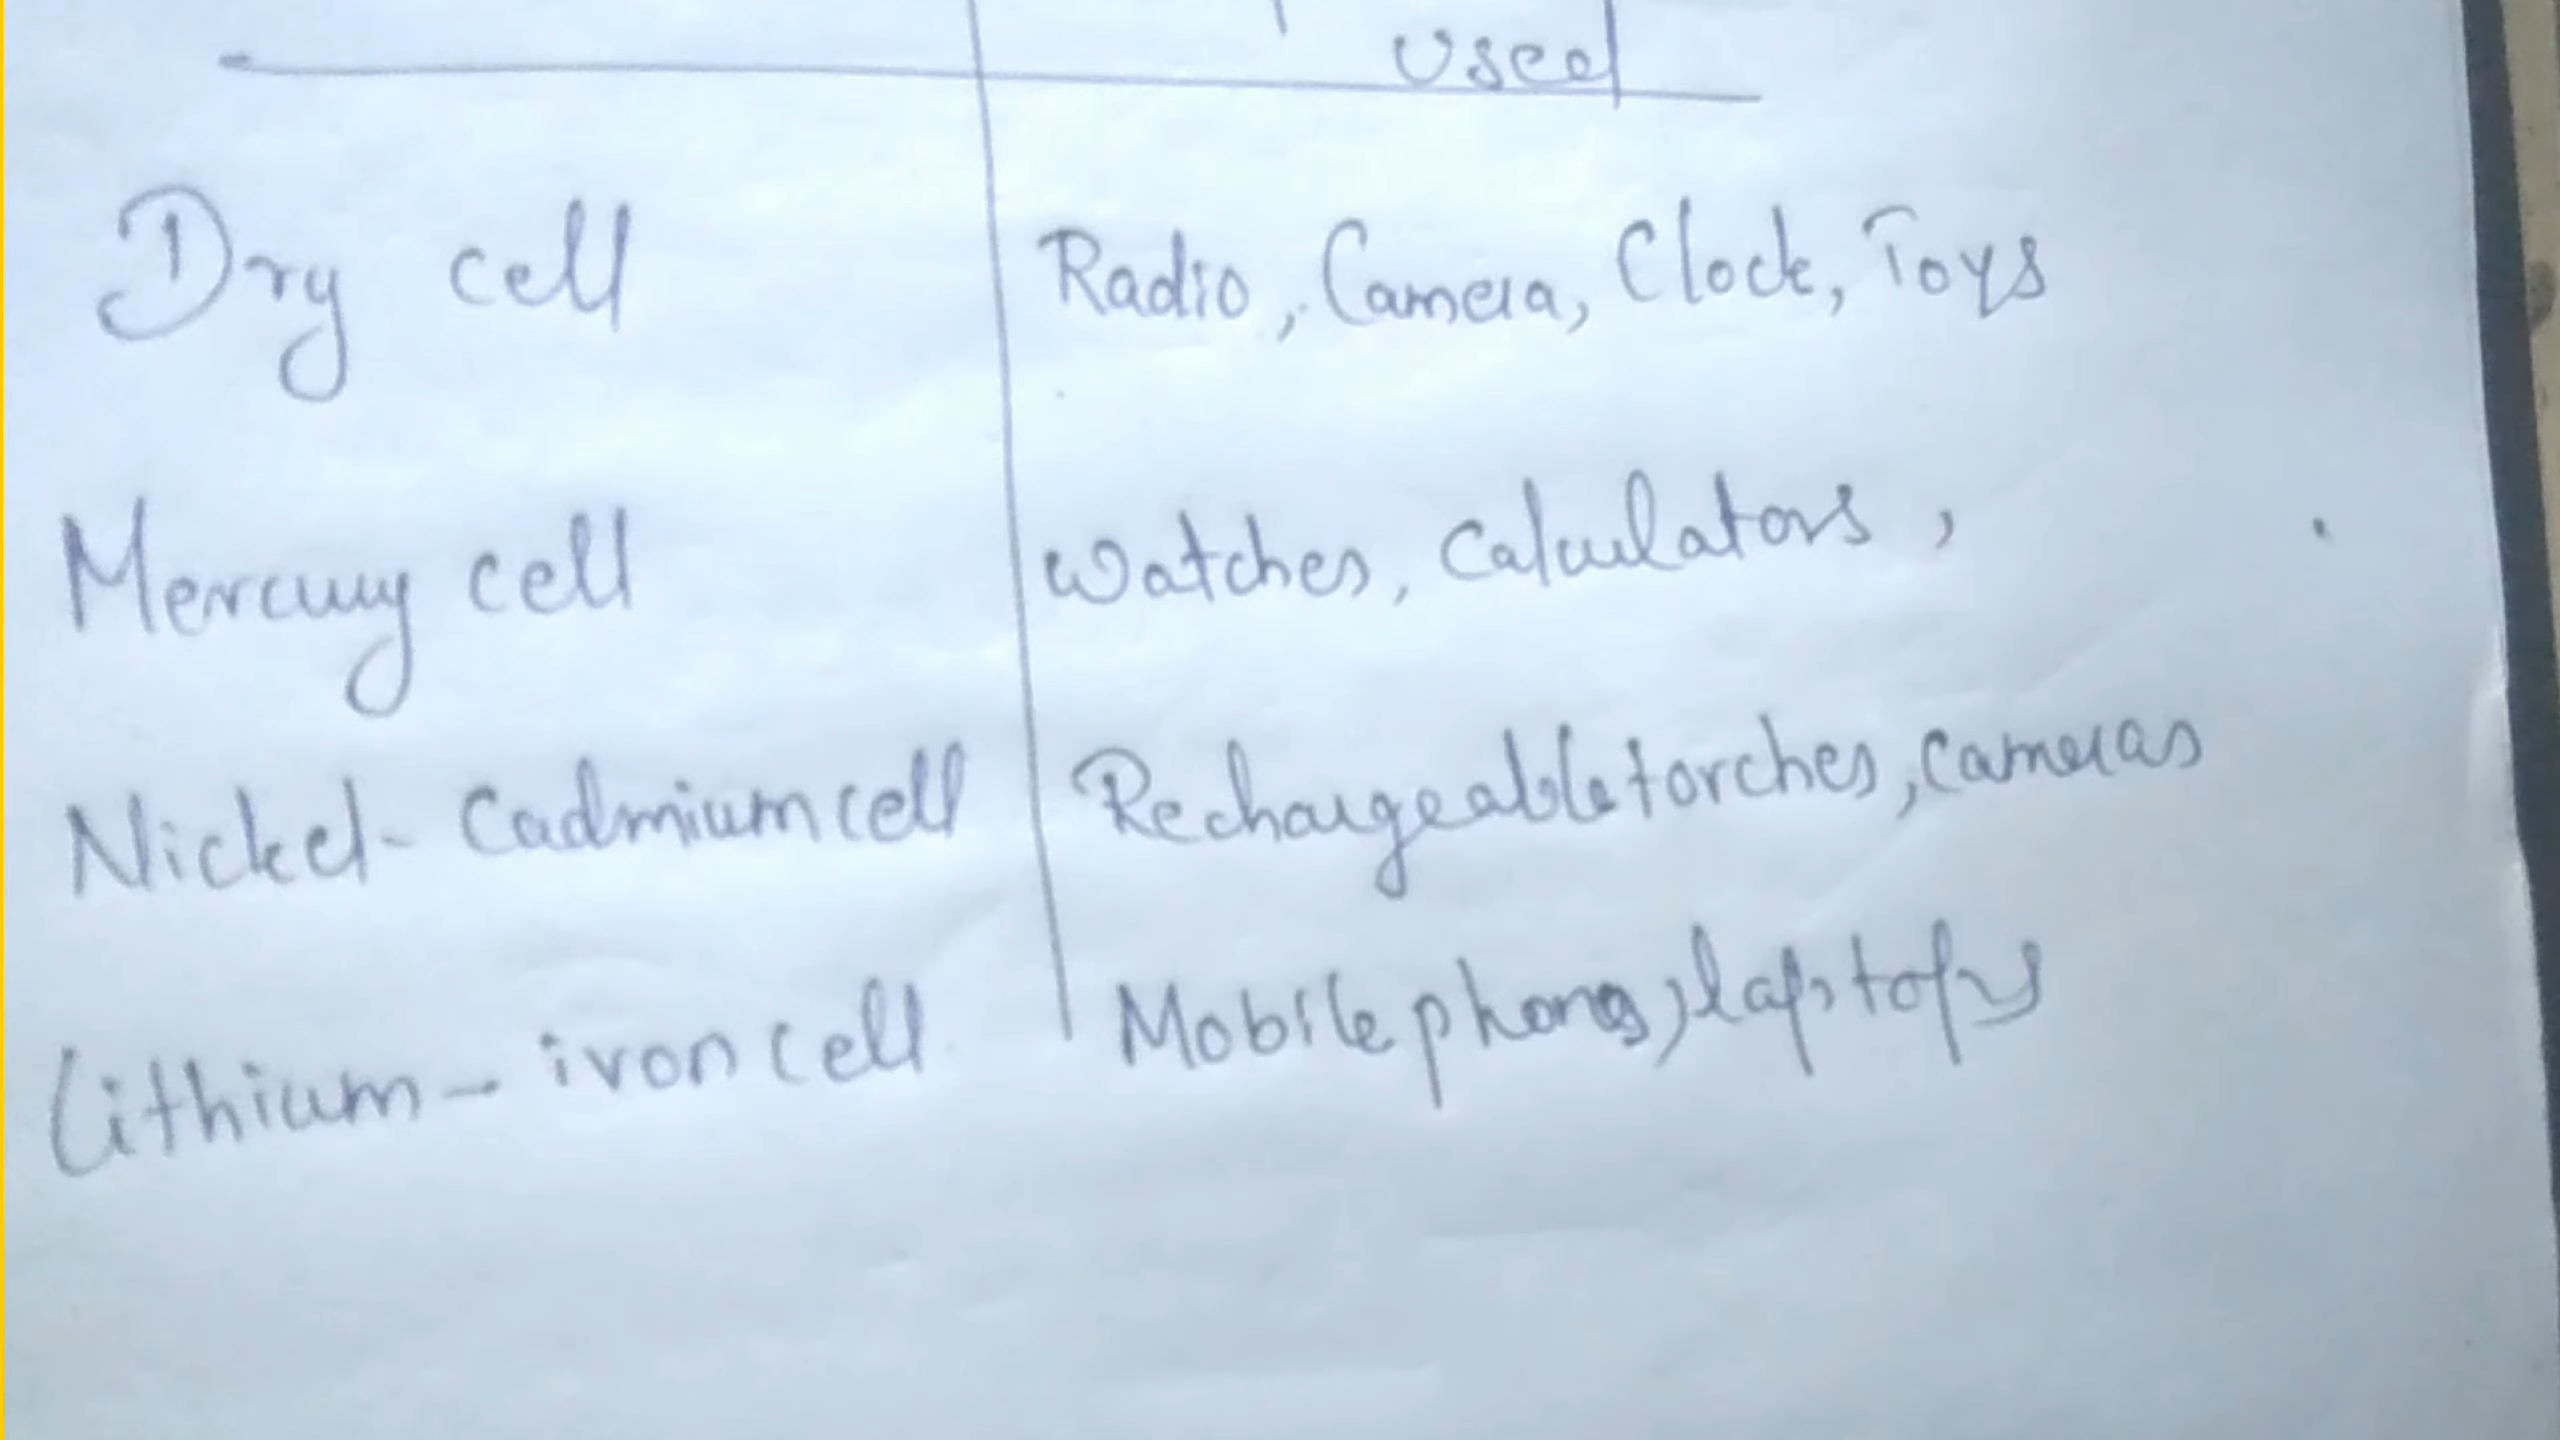 Used
Dry cell Radio, Camera, Clock, Toys
Mercury cell Watches, Calculators,
Nickel- Cadmium cell Rechargeable torches, Cameras
Lithium - iron cell Mobile phones, laptops